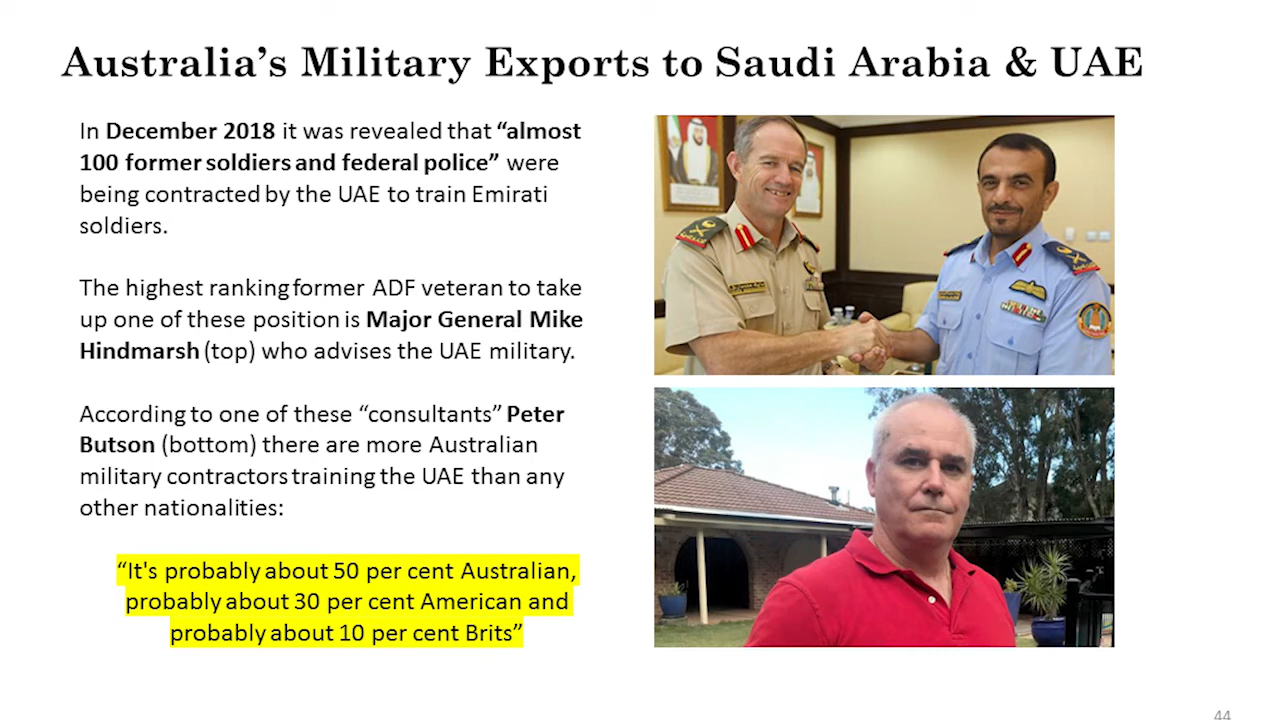 Australia’s Military Exports to Saudi Arabia & UAE
In December 2018 it was revealed that “almost
100 former soldiers and federal police” were
being contracted by the UAE to train Emirati
soldiers.
The highest ranking former ADF veteran to take
up one of these position is Major General Mike
Hindmarsh (top) who advises the UAE military.
According to one of these “consultants” Peter
Butson (bottom) there are more Australian
military contractors training the UAE than any
other nationalities:
“It's probably about 50 per cent Australian,
probably about 30 per cent American and
probably about 10 per cent Brits”
44